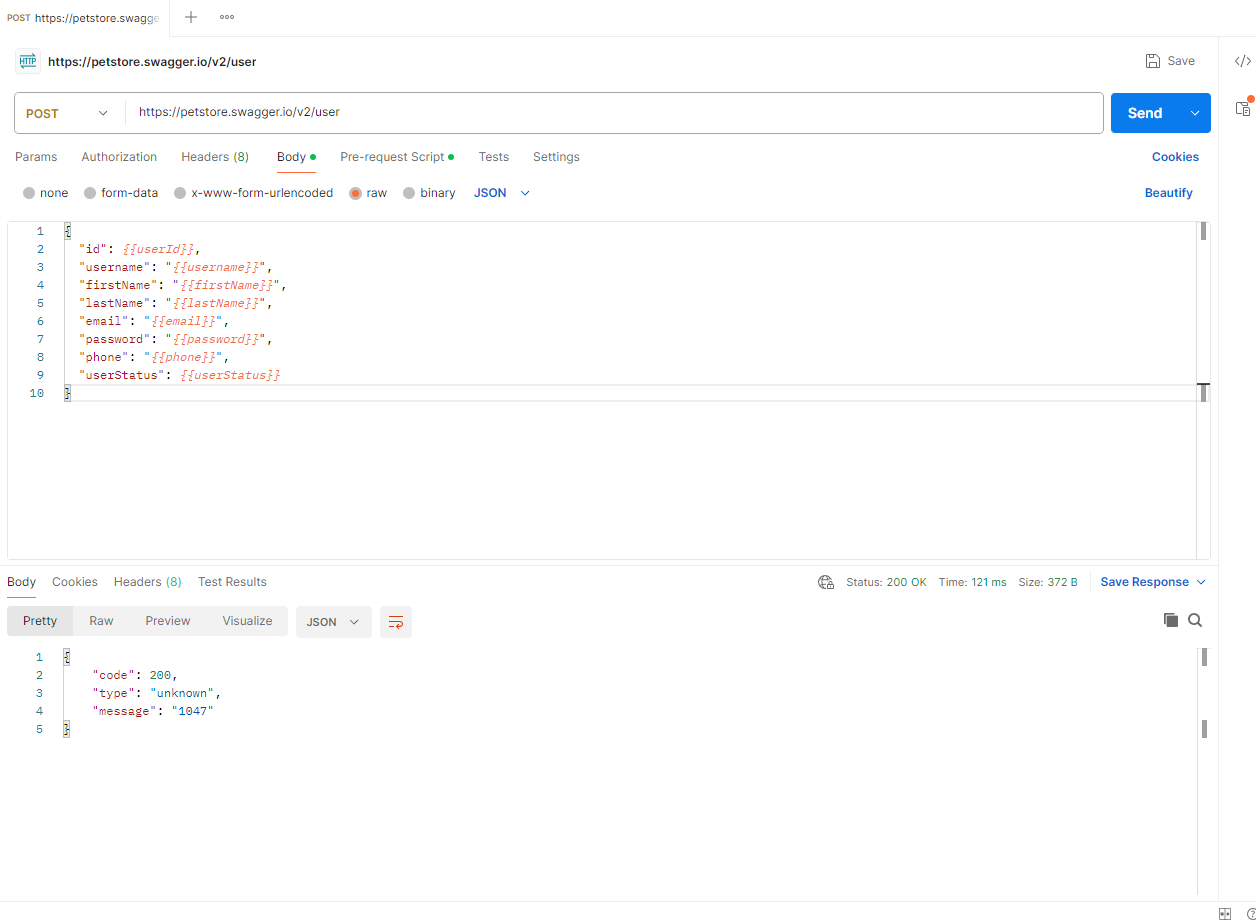 POST https://petstore.swagge
HTTP https://petstore.swagger.io/v2/user Save
POST https://petstore.swagger.io/v2/user Send
Params Authorization Headers (8) Body Pre-request Script Tests Settings Cookies
none form-data x-www-form-urlencoded raw binary JSON Beautify
1 {
2 "id": {{userId}},
3 "username": "{{username}}",
4 "firstName": "{{firstName}}",
5 "lastName": "{{lastName}}",
6 "email": "{{email}}",
7 "password": "{{password}}",
8 "phone": "{{phone}}",
9 "userStatus": {{userStatus}}
10 }
Body Cookies Headers (8) Test Results Status: 200 OK Time: 121 ms Size: 372 B Save Response
Pretty Raw Preview Visualize JSON
1 {
2 "code": 200,
3 "type": "unknown",
4 "message": "1047"
5 }